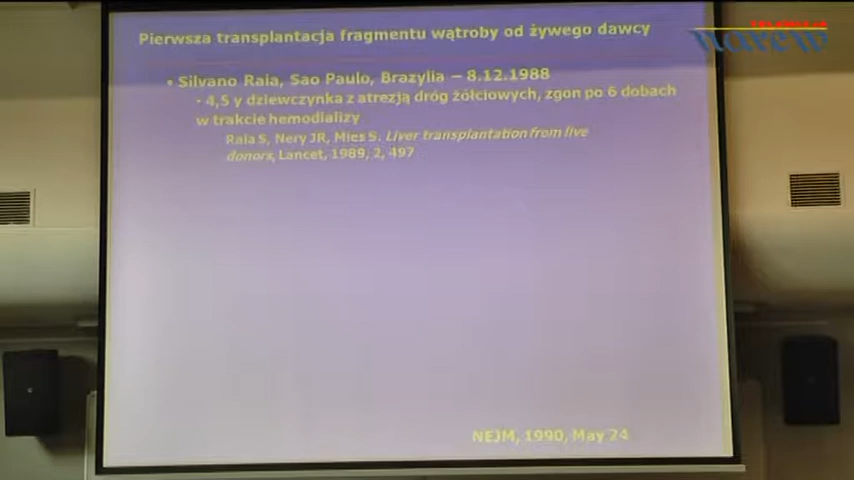 Pierwsza transplantacja fragmentu wątroby od żywego dawcy
narew
• Silvano Raia, Sao Paulo, Brazylia – 8.12.1988
• 4,5 y dziewczynka z atrezją dróg żółciowych, zgon po 6 dobach
w trakcie hemodializy
Raia S, Nery JR, Mies S. Liver transplantation from live
donors, Lancet, 1989, 2, 497
NEJM, 1990, May 24